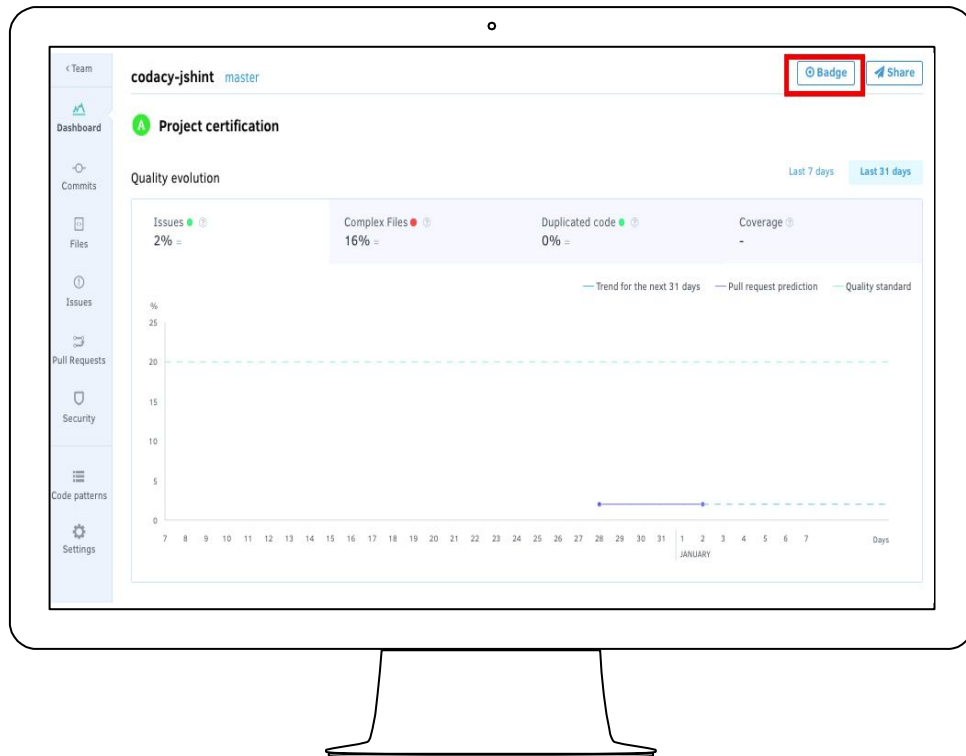 < Team
codacy-jshint master
Badge
Share
Dashboard
A Project certification
Commits
Quality evolution
Last 7 days
Last 31 days
Files
Issues
2% =
Complex Files
16% =
Duplicated code
0% =
Coverage
-
Issues
Trend for the next 31 days
Pull request prediction
Quality standard
Pull Requests
Security
Code patterns
Settings
%
25
20
15
10
5
0
7 8 9 10 11 12 13 14 15 16 17 18 19 20 21 22 23 24 25 26 27 28 29 30 31 1 2 3 4 5 6 7 Days
JANUARY